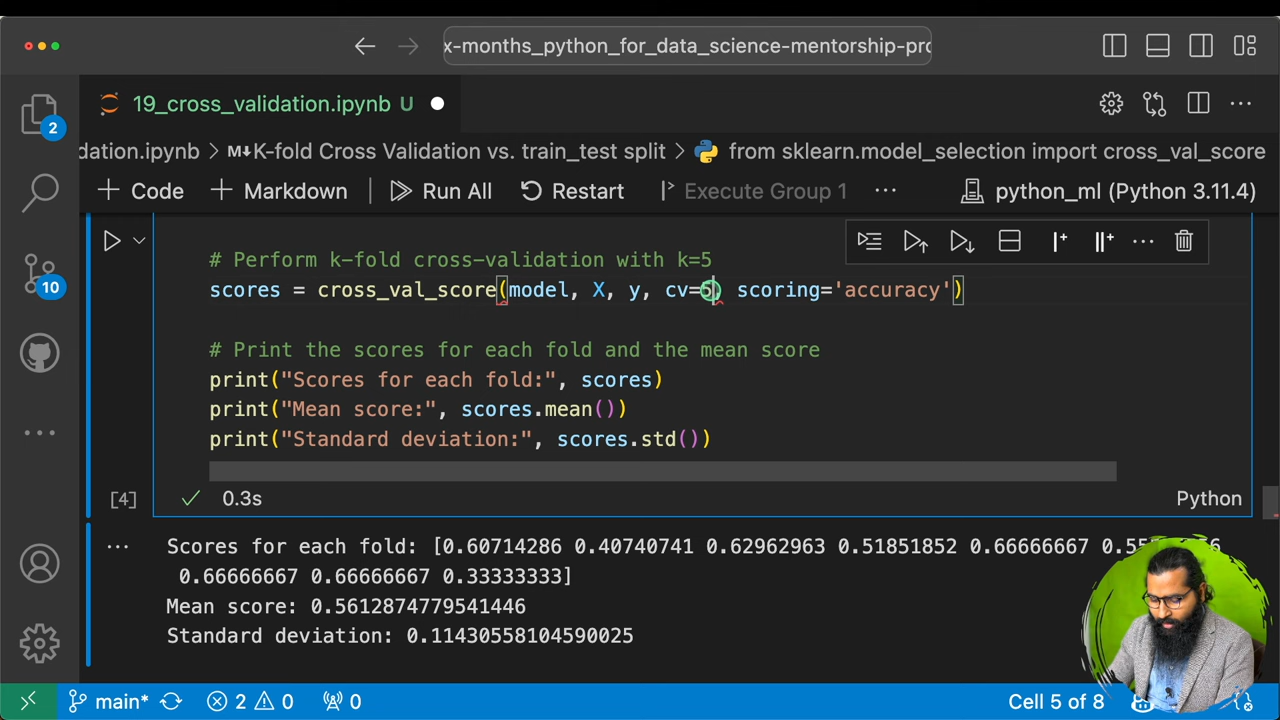 x-months_python_for_data_science-mentorship-pro
19_cross_validation.ipynb U
dation.ipynb > M↓K-fold Cross Validation vs. train_test split > from sklearn.model_selection import cross_val_score
+ Code + Markdown | Run All Restart Execute Group 1 ... python_ml (Python 3.11.4)
2
10
# Perform k-fold cross-validation with k=5
scores = cross_val_score(model, X, y, cv=5, scoring='accuracy')
# Print the scores for each fold and the mean score
print("Scores for each fold:", scores)
print("Mean score:", scores.mean())
print("Standard deviation:", scores.std())
[4] 0.3s Python
Scores for each fold: [0.60714286 0.40740741 0.62962963 0.51851852 0.66666667
0.66666667 0.66666667 0.33333333]
Mean score: 0.5612874779541446
Standard deviation: 0.11430558104590025
main* 2 0 0 Cell 5 of 8